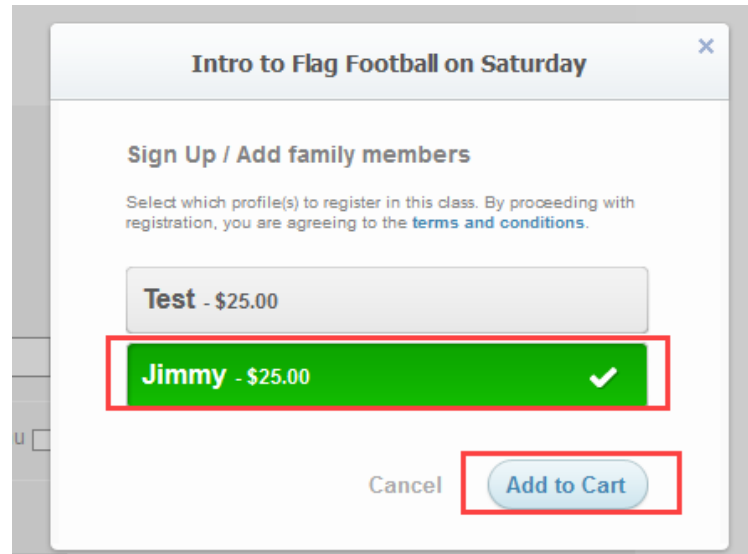 Intro to Flag Football on Saturday
×
Sign Up / Add family members
Select which profile(s) to register in this class. By proceeding with
registration, you are agreeing to the terms and conditions.
Test - $25.00
Jimmy - $25.00
u
Cancel
Add to Cart